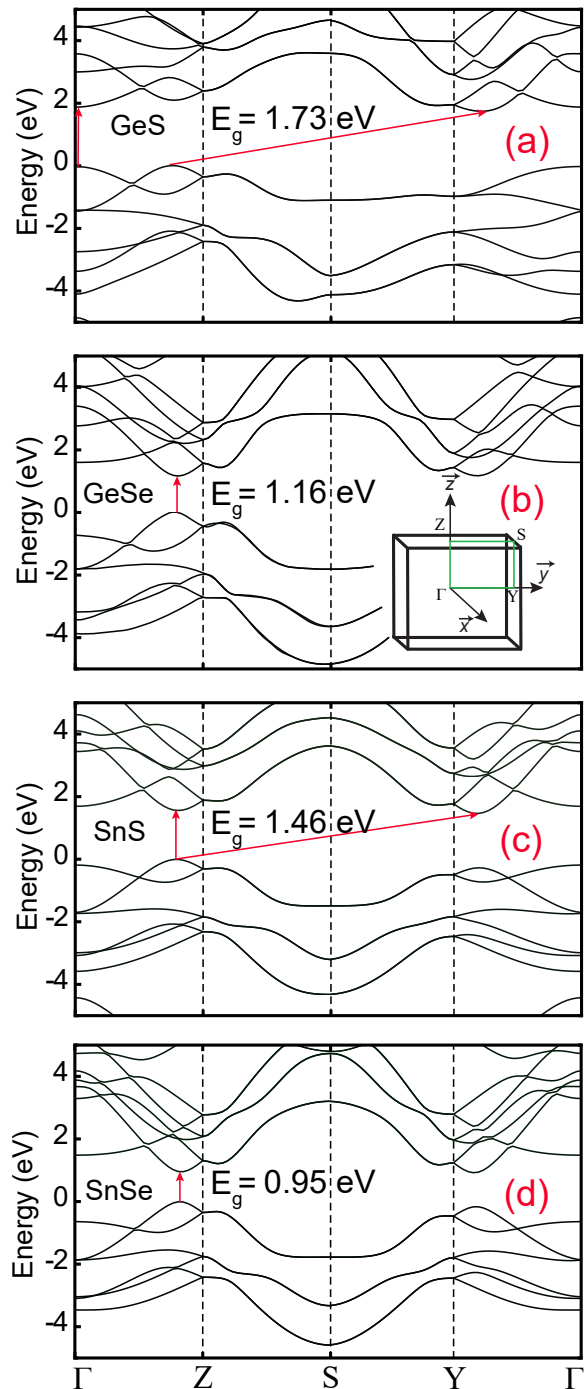 4
2
0
-2
-4
Energy (eV)
GeS
E_g = 1.73 eV
(a)
4
2
0
-2
-4
Energy (eV)
GeSe
E_g = 1.16 eV
(b)
z
Z
S
Γ
Y
y
x
4
2
0
-2
-4
Energy (eV)
SnS
E_g = 1.46 eV
(c)
4
2
0
-2
-4
Energy (eV)
SnSe
E_g = 0.95 eV
(d)
Γ Z S Y Γ